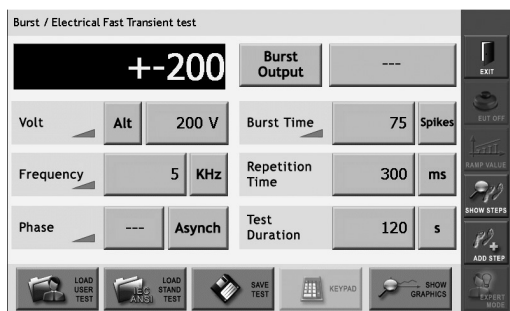 Burst / Electrical Fast Transient test
+-200
Burst Output
---
EXIT
EUT OFF
Volt
Alt
200 V
Burst Time
75
Spikes
RAMP VALUE
Frequency
5
KHz
Repetition Time
300
ms
SHOW STEPS
Phase
---
Asynch
Test Duration
120
s
ADD STEP
LOAD USER TEST
IEC ANSI
LOAD STAND TEST
SAVE TEST
KEYPAD
SHOW GRAPHICS
EXPERT MODE